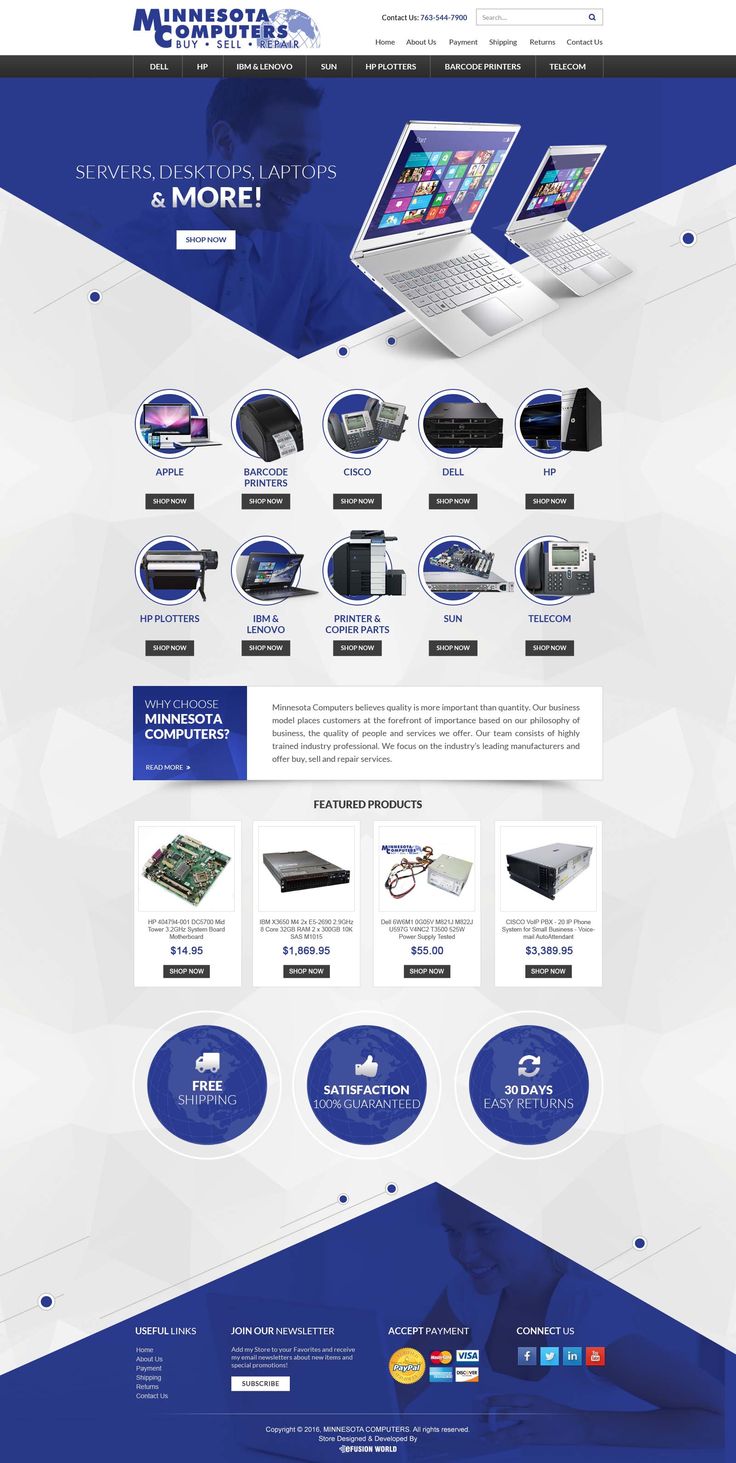 MINNESOTA
COMPUTERS
BUY • SELL • REPAIR
Contact Us: 763-544-7900
Search...
Home About Us Payment Shipping Returns Contact Us
DELL HP IBM & LENOVO SUN HP PLOTTERS BARCODE PRINTERS TELECOM
SERVERS, DESKTOPS, LAPTOPS
& MORE!
SHOP NOW
Start
APPLE BARCODE PRINTERS CISCO DELL HP
SHOP NOW SHOP NOW SHOP NOW SHOP NOW SHOP NOW
HP PLOTTERS IBM & LENOVO PRINTER & COPIER PARTS SUN TELECOM
SHOP NOW SHOP NOW SHOP NOW SHOP NOW SHOP NOW
WHY CHOOSE
MINNESOTA
COMPUTERS?
READ MORE »
Minnesota Computers believes quality is more important than quantity. Our business
model places customers at the forefront of importance based on our philosophy of
business, the quality of people and services we offer. Our team consists of highly
trained industry professional. We focus on the industry's leading manufacturers and
offer buy, sell and repair services.
FEATURED PRODUCTS
HP 404794-001 DC5700 Mid
Tower 3.2GHz System Board
Motherboard
$14.95
SHOP NOW
IBM X3650 M4 2x E5-2690 2.9GHz
8 Core 32GB RAM 2 x 300GB 10K
SAS M1015
$1,869.95
SHOP NOW
MINNESOTA
COMPUTERS
Dell 6W6M1 0G05V M821J M822J
U597G V4NC2 T3500 525W
Power Supply Tested
$55.00
SHOP NOW
CISCO VoIP PBX - 20 IP Phone
System for Small Business - Voice-
mail AutoAttendant
$3,389.95
SHOP NOW
FREE
SHIPPING
SATISFACTION
100% GUARANTEED
30 DAYS
EASY RETURNS
USEFUL LINKS
Home
About Us
Payment
Shipping
Returns
Contact Us
JOIN OUR NEWSLETTER
Add my Store to your Favorites and receive
my email newsletters about new items and
special promotions!
SUBSCRIBE
ACCEPT PAYMENT
PayPal
MasterCard
VISA
DISCOVER
CONNECT US
f
in
You
Tube
Copyright © 2016, MINNESOTA COMPUTERS. All rights reserved.
Store Designed & Developed By
eFUSION WORLD